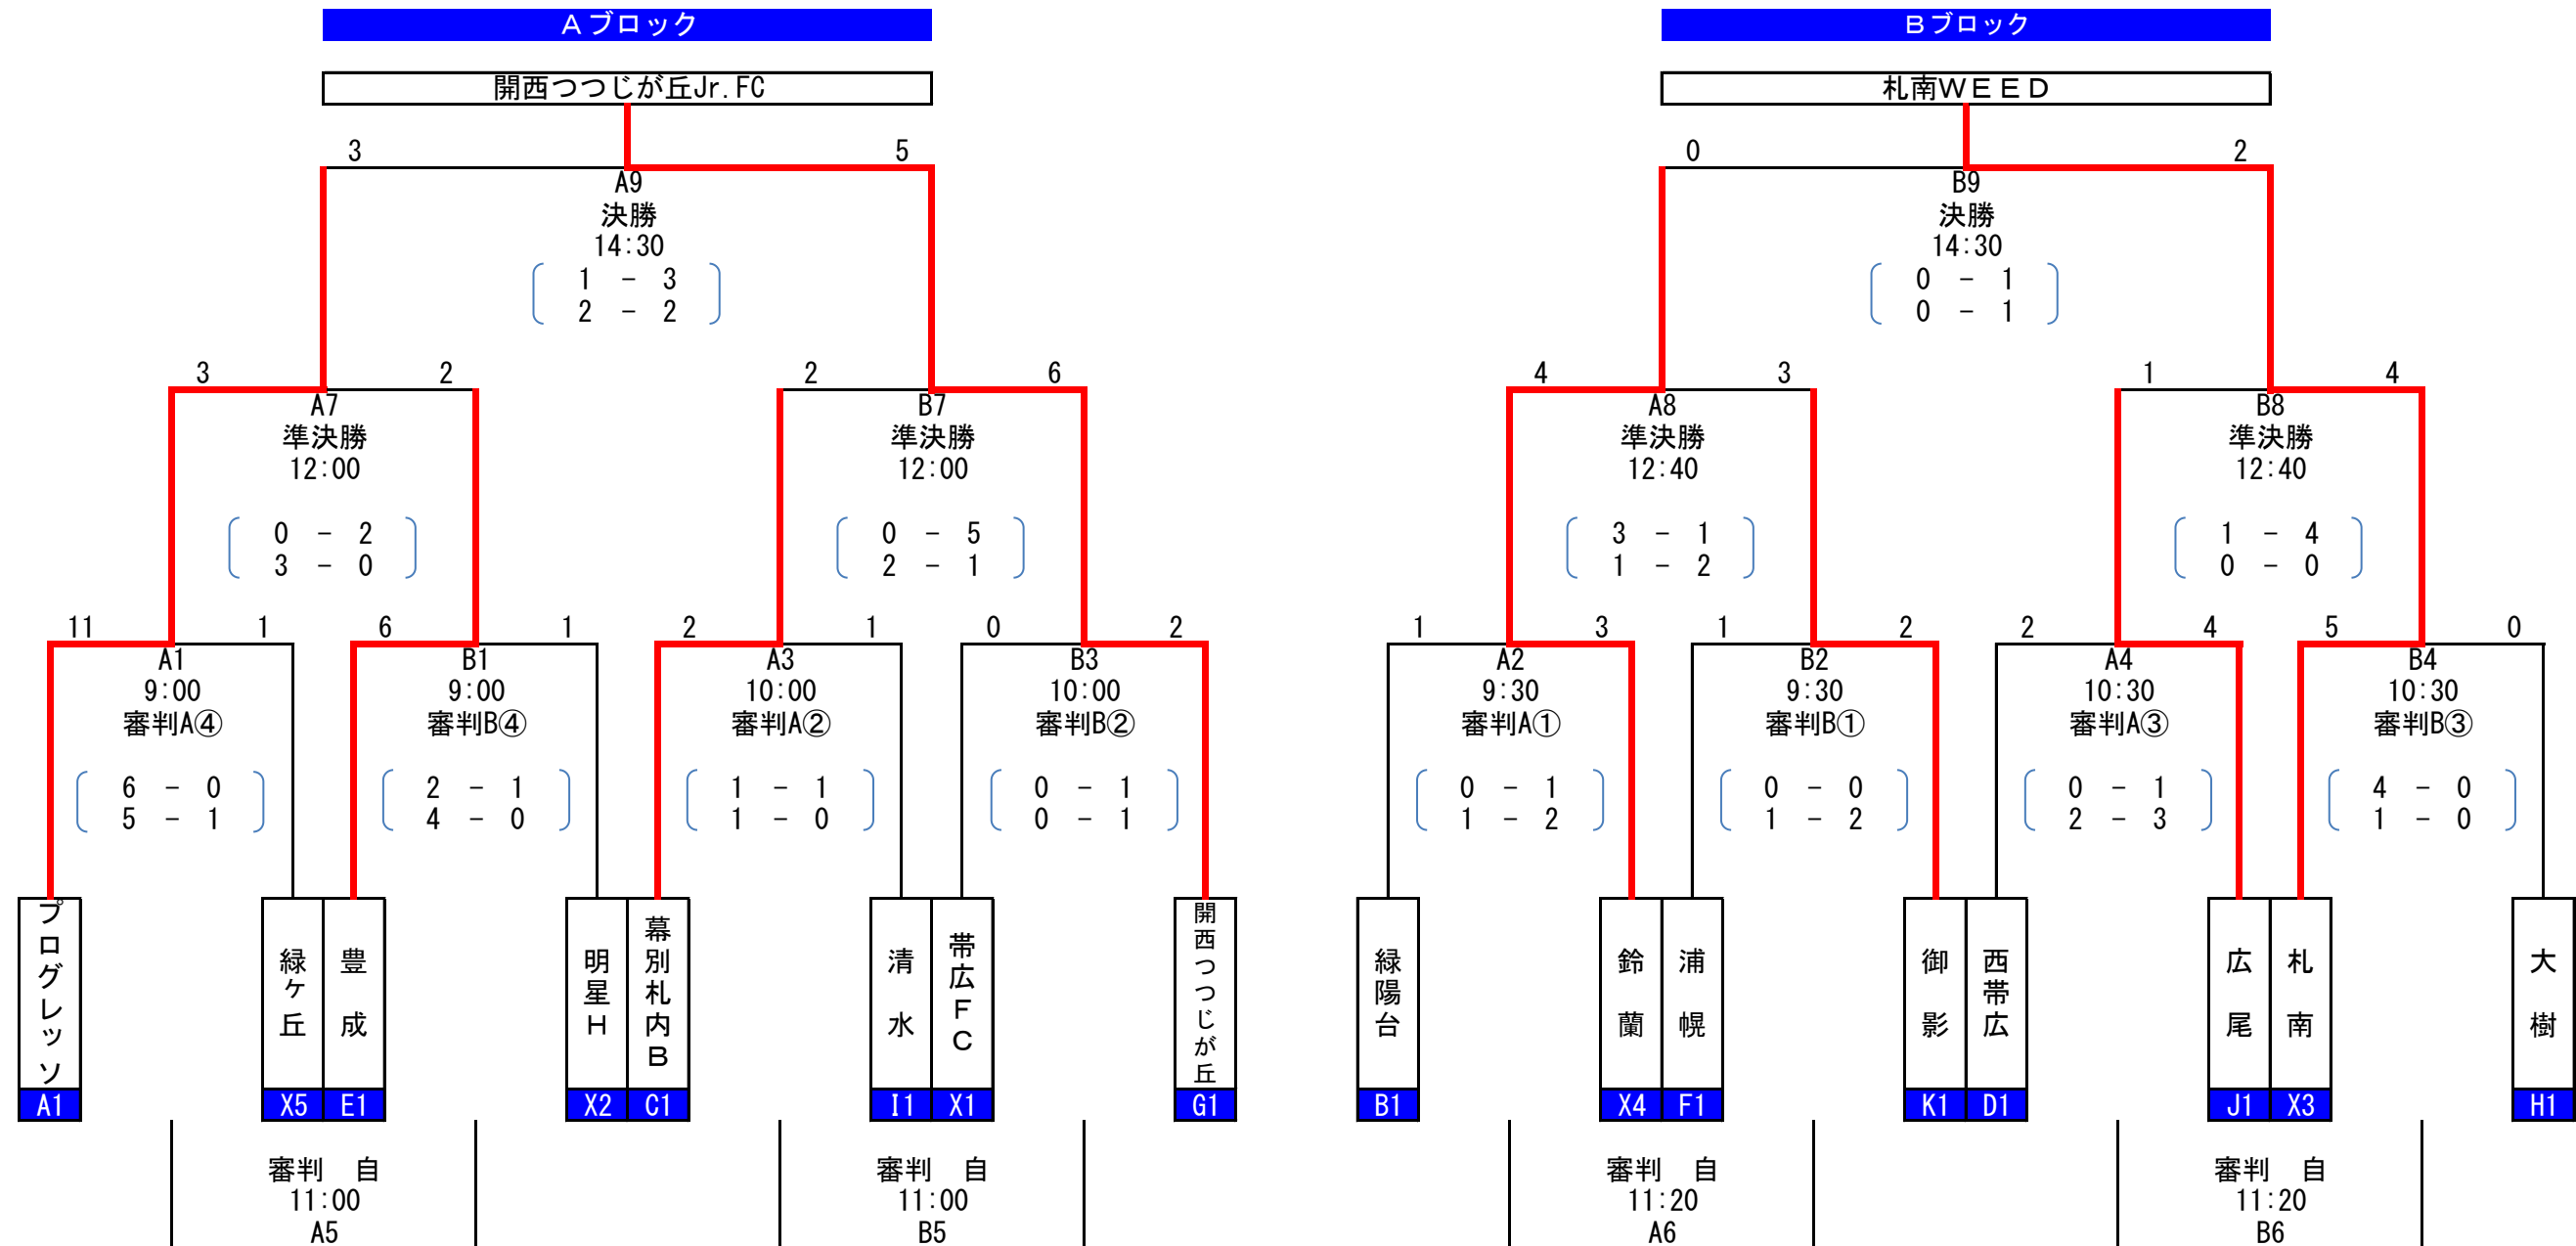 Ａブロック
Ｂブロック
開西つつじが丘Jr.FC
札南ＷＥＥＤ
3 5 0 2
A9 B9
決勝 決勝
14:30 14:30
1 - 3 0 - 1
2 - 2 0 - 1
3 2 2 6 4 3 1 4
A7 B7 A8 B8
準決勝 準決勝 準決勝 準決勝
12:00 12:00 12:40 12:40
0 - 2 0 - 5 3 - 1 1 - 4
3 - 0 2 - 1 1 - 2 0 - 0
11 1 6 1 2 1 0 2 1 3 1 2 2 4 5 0
A1 B1 A3 B3 A2 B2 A4 B4
9:00 9:00 10:00 10:00 9:30 9:30 10:30 10:30
審判A④ 審判B④ 審判A② 審判B② 審判A① 審判B① 審判A③ 審判B③
6 - 0 2 - 1 1 - 1 0 - 1 0 - 1 0 - 0 0 - 1 4 - 0
5 - 1 4 - 0 1 - 0 0 - 1 1 - 2 1 - 2 2 - 3 1 - 0
プログレッソ
緑ヶ丘
豊成
明星Ｈ
幕別札内Ｂ
清水
帯広ＦＣ
開西つつじが丘
緑陽台
鈴蘭
浦幌
御影
西帯広
広尾
札南
大樹
A1 X5 E1 X2 C1 I1 X1 G1 B1 X4 F1 K1 D1 J1 X3 H1
審判　自 審判　自 審判　自 審判　自
11:00 11:00 11:20 11:20
A5 B5 A6 B6